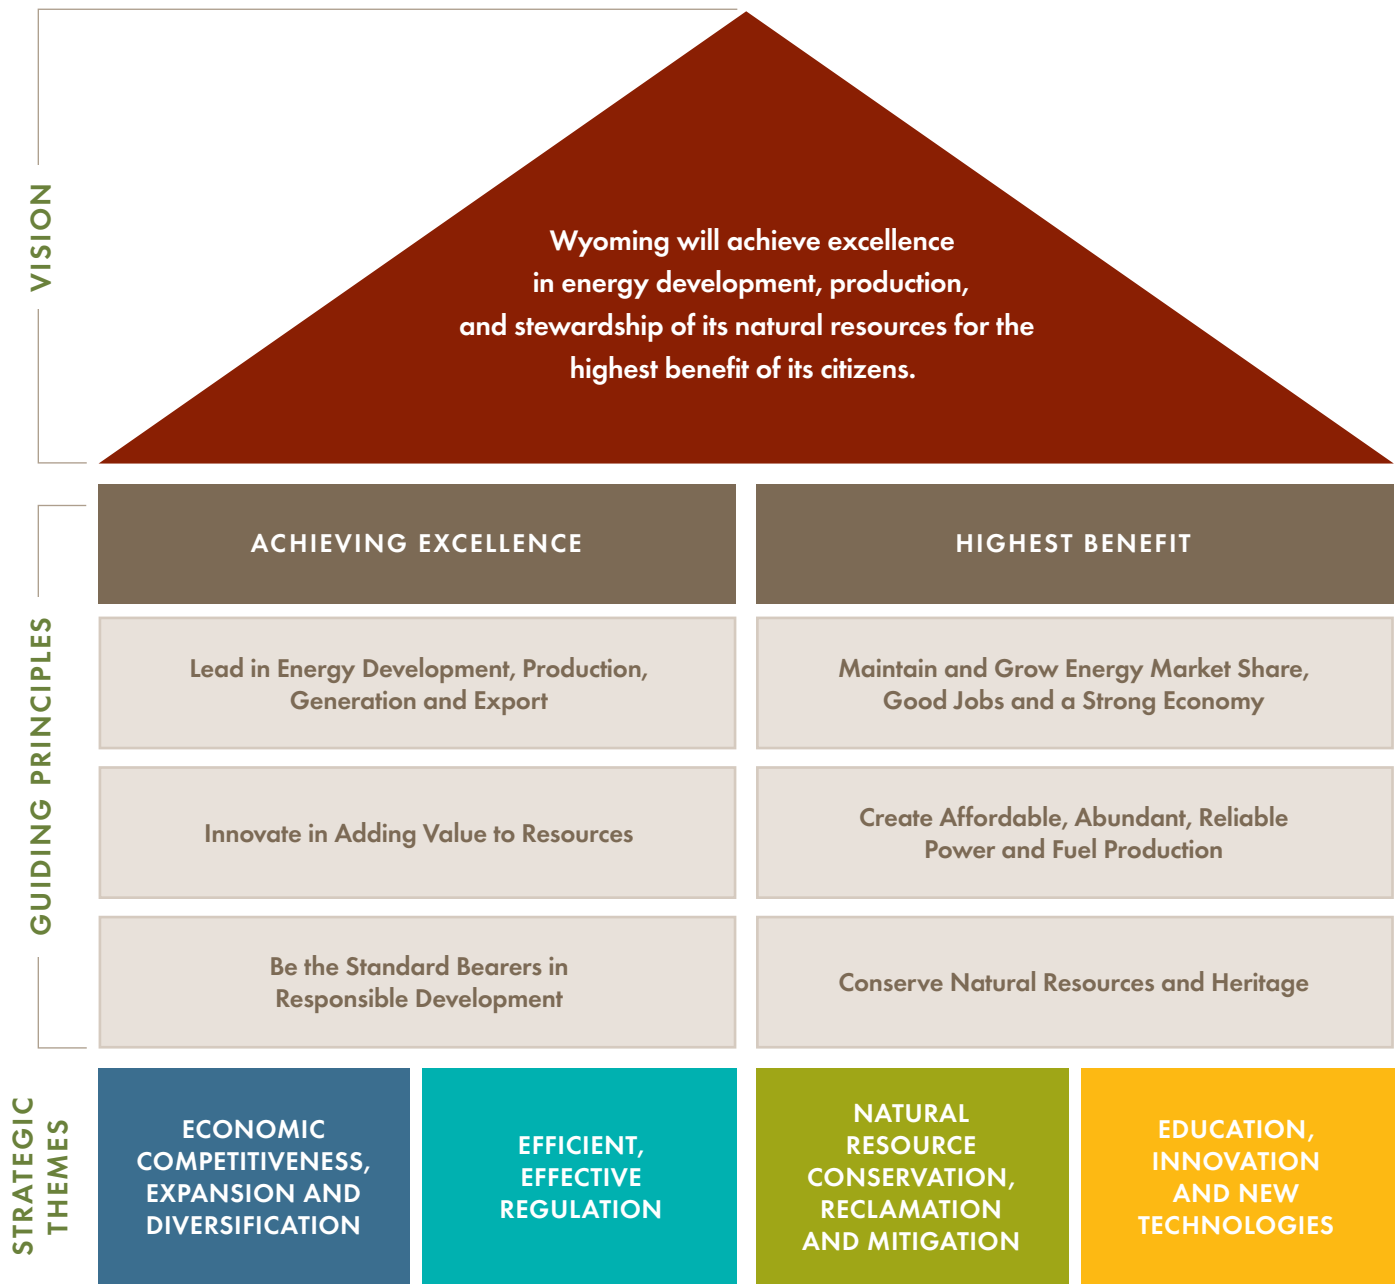 VISION
Wyoming will achieve excellence
in energy development, production,
and stewardship of its natural resources for the
highest benefit of its citizens.
GUIDING PRINCIPLES
ACHIEVING EXCELLENCE
Lead in Energy Development, Production,
Generation and Export
Innovate in Adding Value to Resources
Be the Standard Bearers in
Responsible Development
HIGHEST BENEFIT
Maintain and Grow Energy Market Share,
Good Jobs and a Strong Economy
Create Affordable, Abundant, Reliable
Power and Fuel Production
Conserve Natural Resources and Heritage
STRATEGIC
THEMES
ECONOMIC
COMPETITIVENESS,
EXPANSION AND
DIVERSIFICATION
EFFICIENT,
EFFECTIVE
REGULATION
NATURAL
RESOURCE
CONSERVATION,
RECLAMATION
AND MITIGATION
EDUCATION,
INNOVATION
AND NEW
TECHNOLOGIES